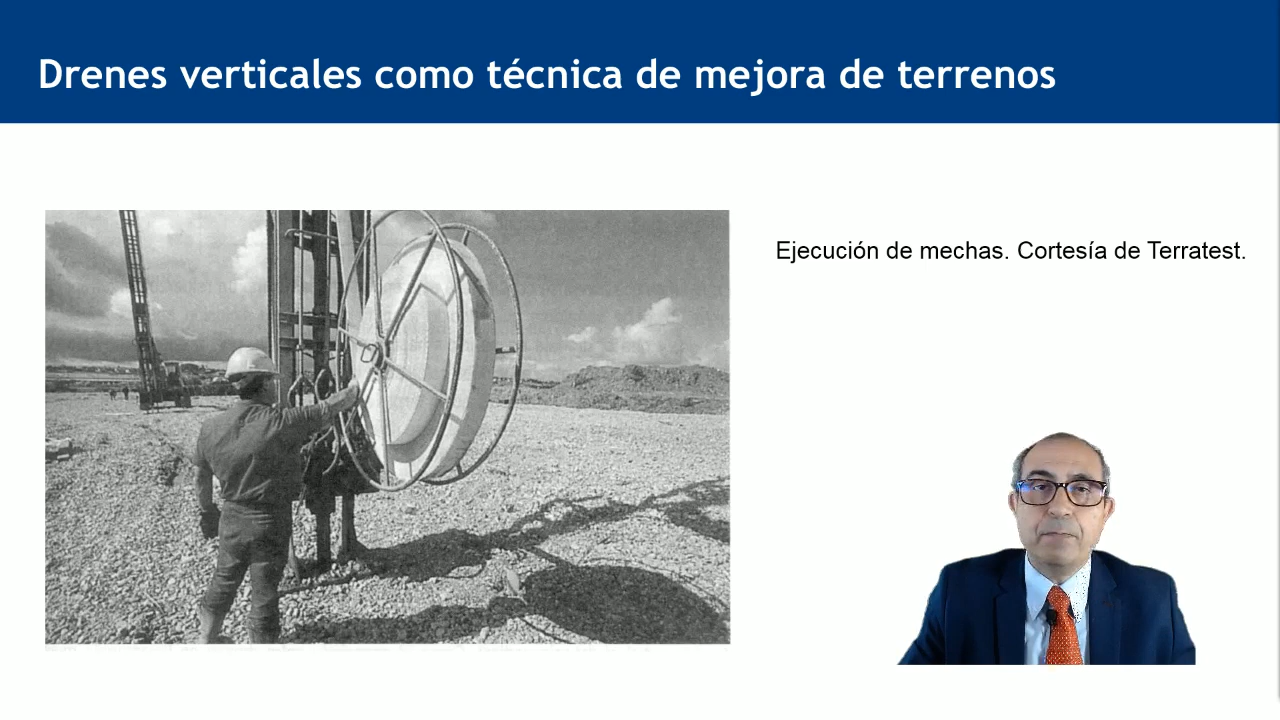 Drenes verticales como técnica de mejora de terrenos
Ejecución de mechas. Cortesía de Terratest.